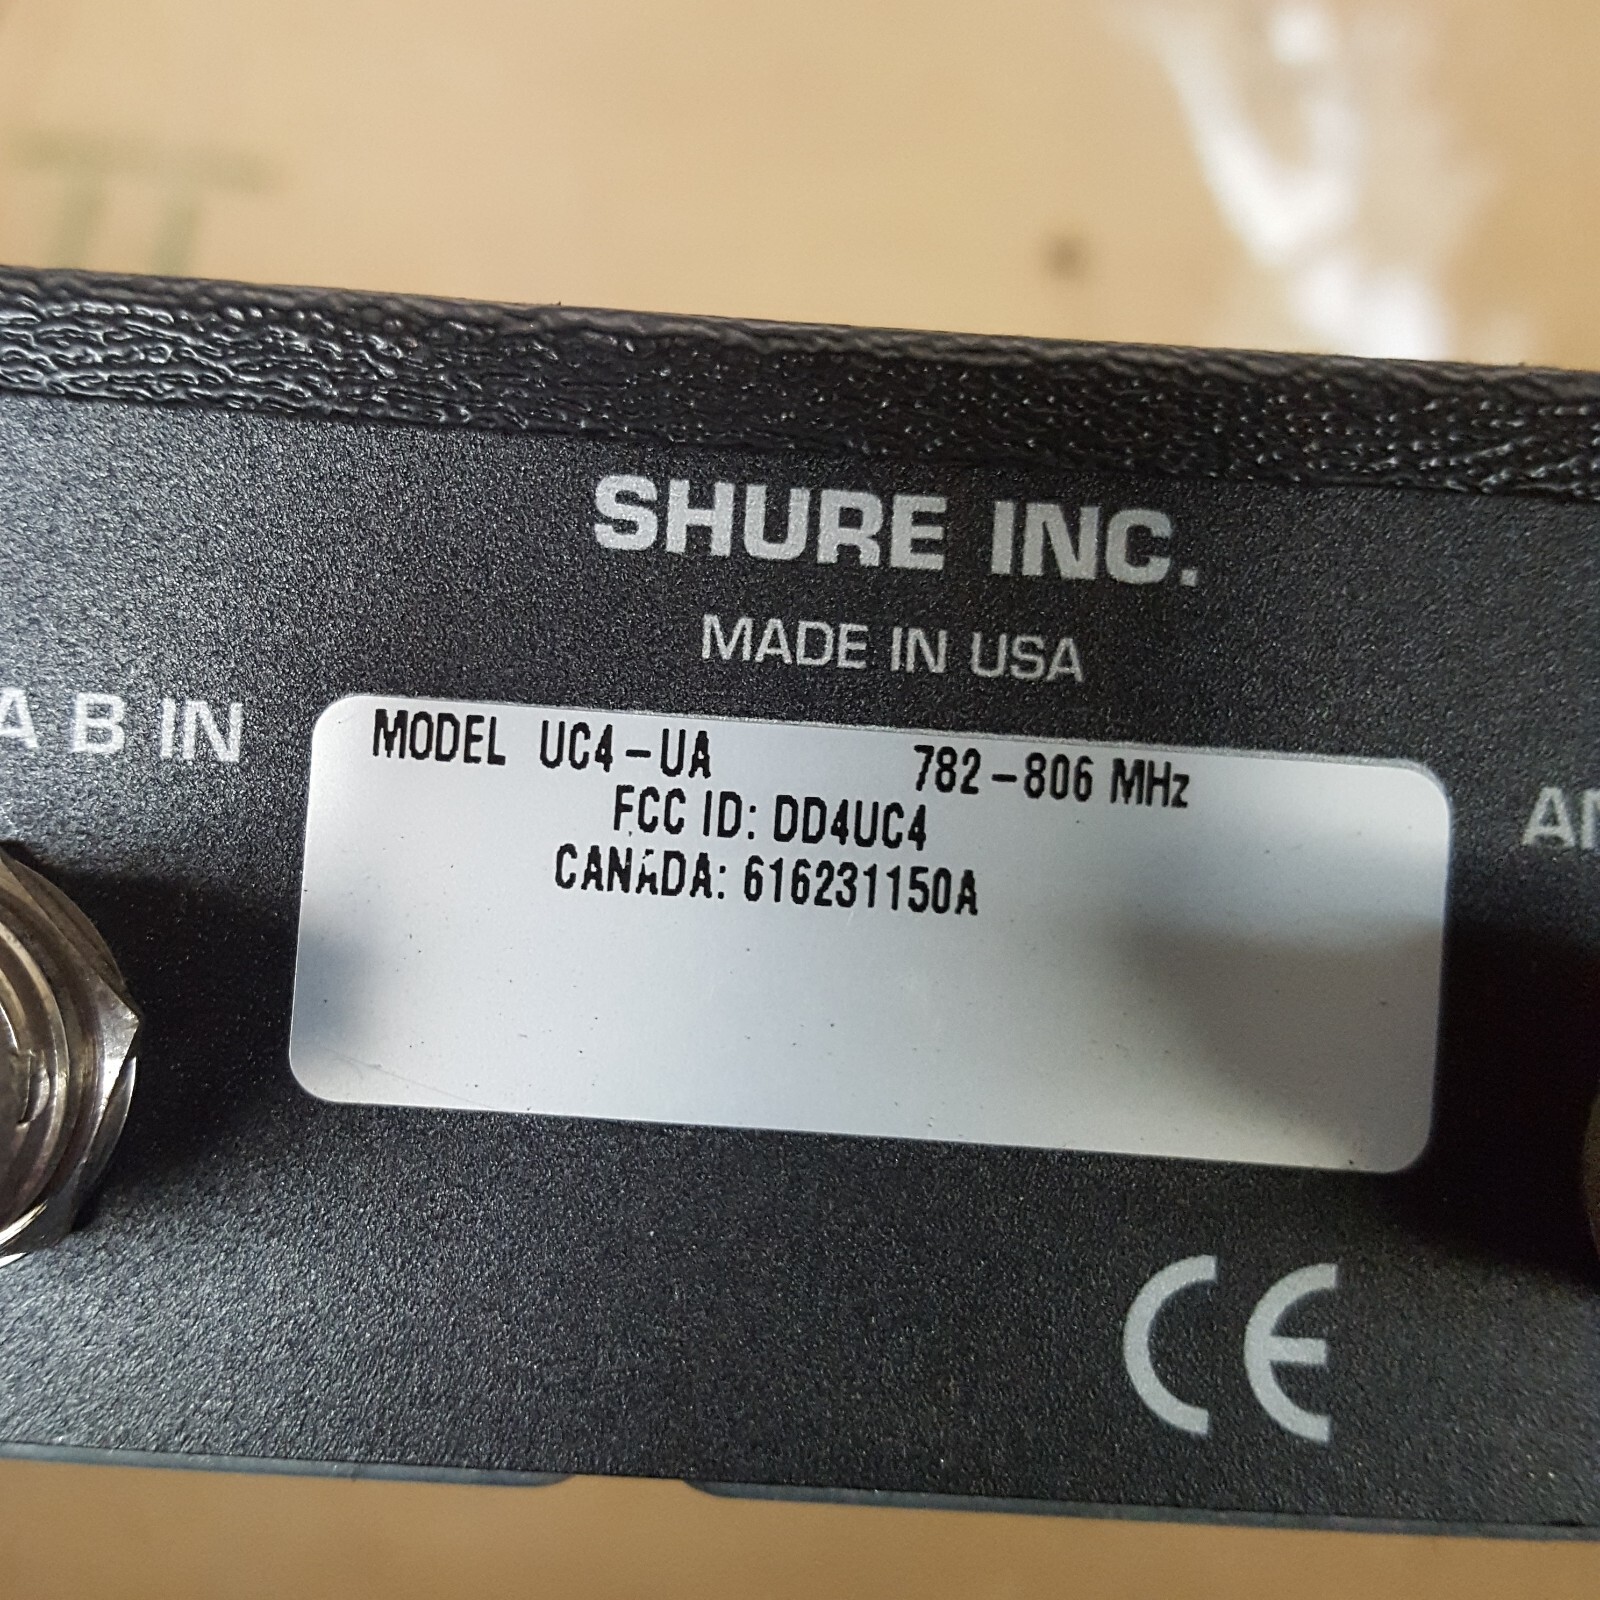 SHURE INC.
MADE IN USA
A B IN
MODEL UC4-UA 782-806 MHz
FCC ID: DD4UC4
CANADA: 616231150A
CE